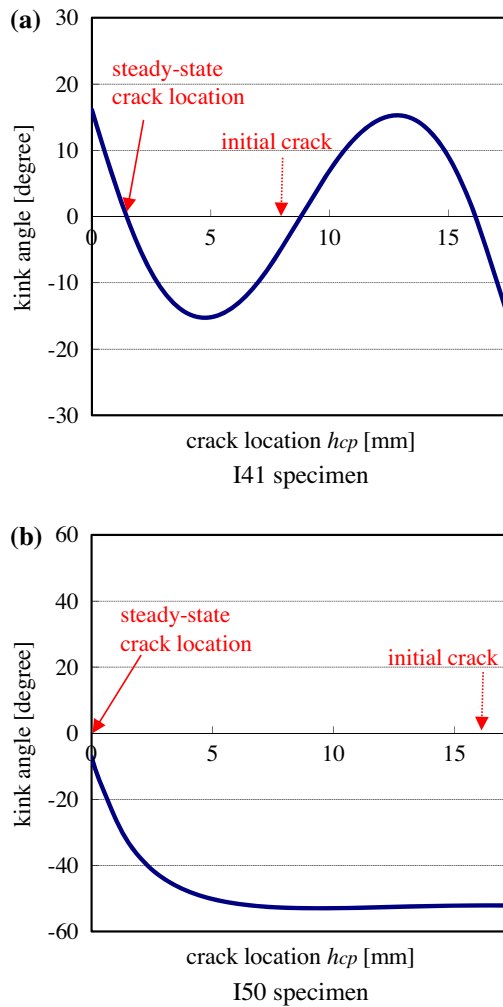 (a)
30
20
10
0
-10
-20
-30
kink angle [degree]
steady-state
crack location
initial crack
0 5 10 15
crack location hcp [mm]
I41 specimen
(b)
60
40
20
0
-20
-40
-60
kink angle [degree]
steady-state
crack location
initial crack
0 5 10 15
crack location hcp [mm]
I50 specimen